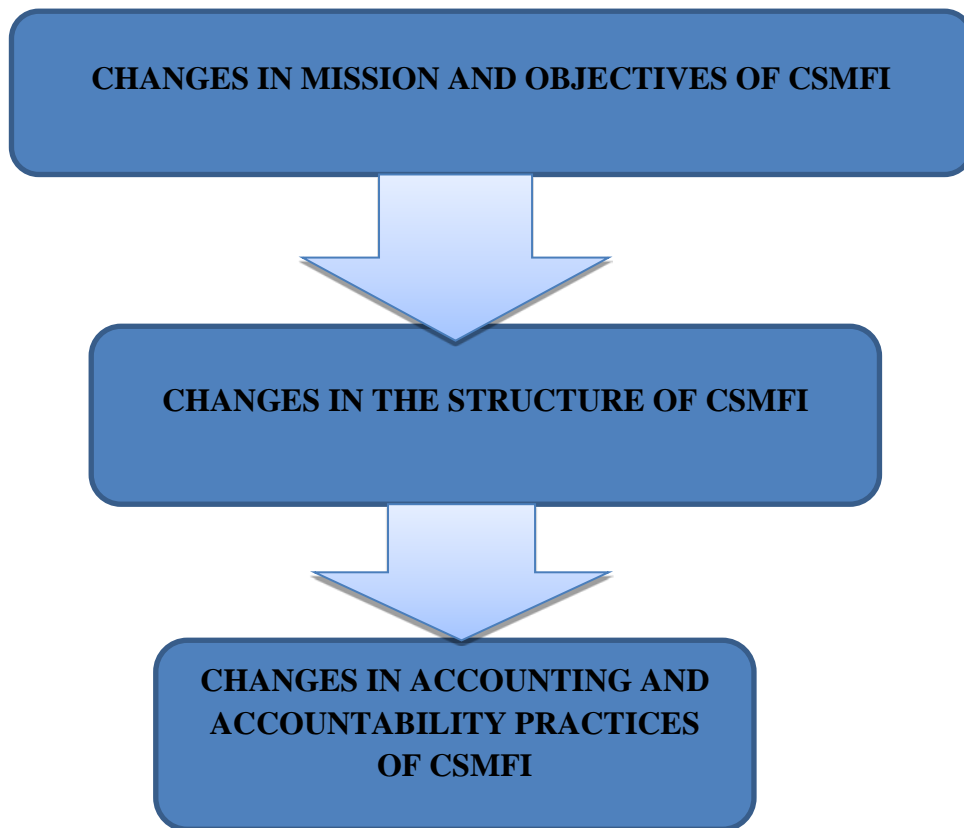 CHANGES IN MISSION AND OBJECTIVES OF CSMFI
CHANGES IN THE STRUCTURE OF CSMFI
CHANGES IN ACCOUNTING AND
ACCOUNTABILITY PRACTICES
OF CSMFI